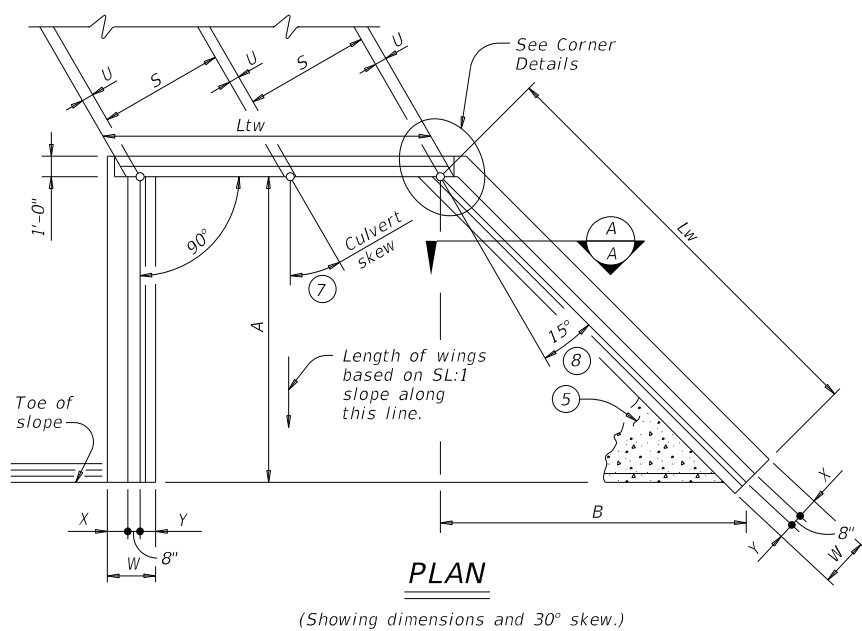 U
S
U
S
U
See Corner
Details
Ltw
1'-0"
90°
Culvert
skew
7
A
A
Lw
A
15°
8
Length of wings
based on SL:1
slope along
this line.
5
Toe of
slope
X
Y
8"
W
B
X
8"
Y
W
PLAN
(Showing dimensions and 30° skew.)